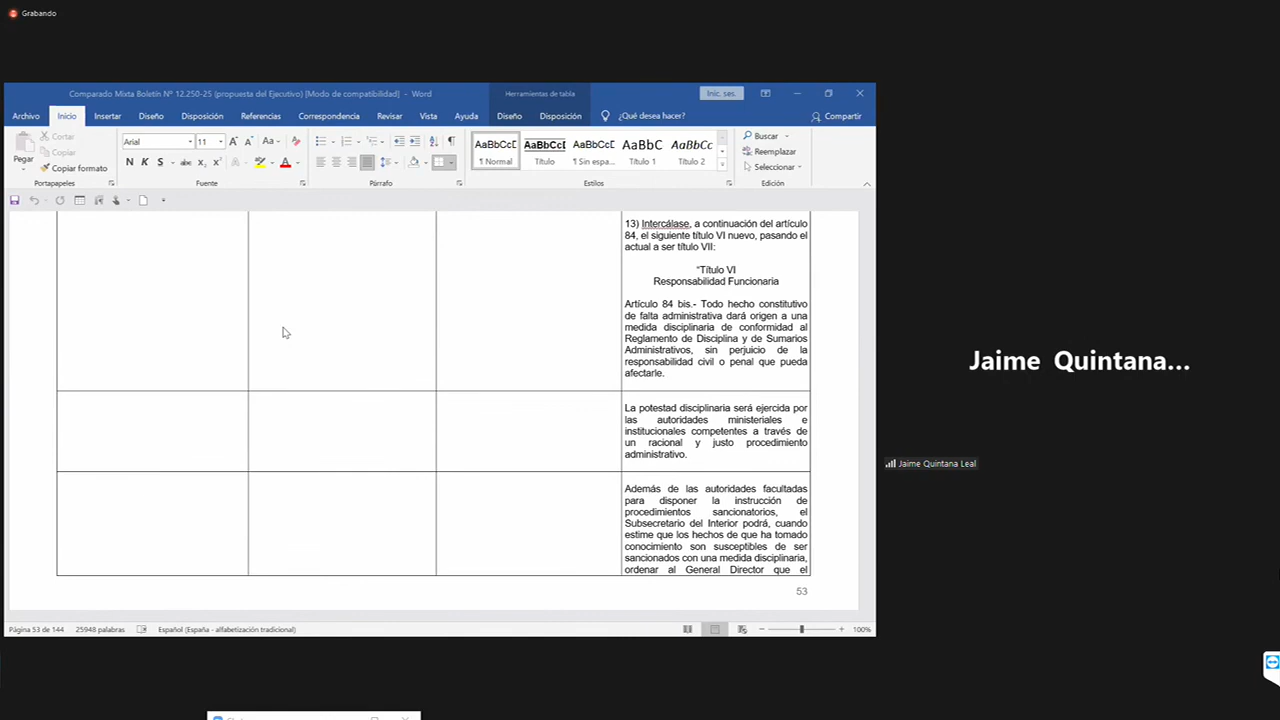 Grabando
Comparado Mixta Boletín Nº 12.250-25 (propuesta del Ejecutivo) [Modo de compatibilidad] - Word
Herramientas de tabla
Inic. ses.
Archivo Inicio Insertar Diseño Disposición Referencias Correspondencia Revisar Vista Ayuda Diseño Disposición ¿Qué desea hacer? Compartir
Pegar
Cortar
Copiar
Copiar formato
Portapapeles
Arial 11
N K S
Fuente
Párrafo
AaBbCcDc AaBbCcI AaBbCcDc AaBbC AaBbCc
¶ Normal Título ¶ Sin espa... Título 1 Título 2
Estilos
Buscar
Reemplazar
Seleccionar
Edición
13) Intercálase, a continuación del artículo
84, el siguiente título VI nuevo, pasando el
actual a ser título VII:
“Título VI
Responsabilidad Funcionaria
Artículo 84 bis.- Todo hecho constitutivo
de falta administrativa dará origen a una
medida disciplinaria de conformidad al
Reglamento de Disciplina y de Sumarios
Administrativos, sin perjuicio de la
responsabilidad civil o penal que pueda
afectarle.
La potestad disciplinaria será ejercida por
las autoridades ministeriales e
institucionales competentes a través de
un racional y justo procedimiento
administrativo.
Además de las autoridades facultadas
para disponer la instrucción de
procedimientos sancionatorios, el
Subsecretario del Interior podrá, cuando
estime que los hechos de que ha tomado
conocimiento son susceptibles de ser
sancionados con una medida disciplinaria,
ordenar al General Director que el
53
Página 53 de 144 25948 palabras Español (España - alfabetización tradicional) 100%
Jaime Quintana...
Jaime Quintana Leal